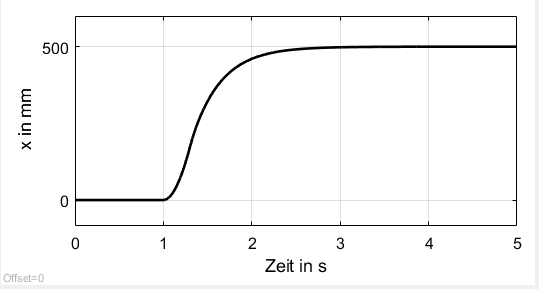 500
x in mm
0
0 1 2 3 4 5
Zeit in s
Offset=0